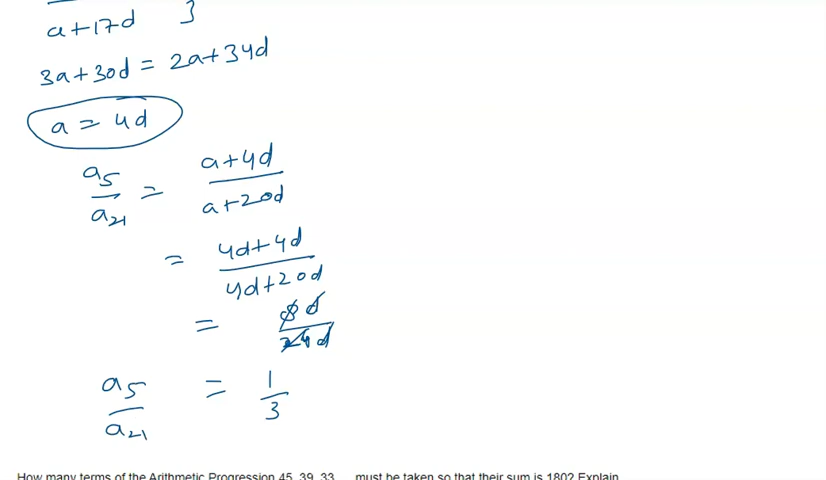 a+17d 3
3a+30d = 2a+34d
a = 4d
a5/a21 = a+4d/a+20d
= 4d+4d/4d+20d
= 8d/24d
a5/a21 = 1/3
How many terms of the Arithmetic Progression 45, 39, 33, must be taken so that their sum is 180? Explain